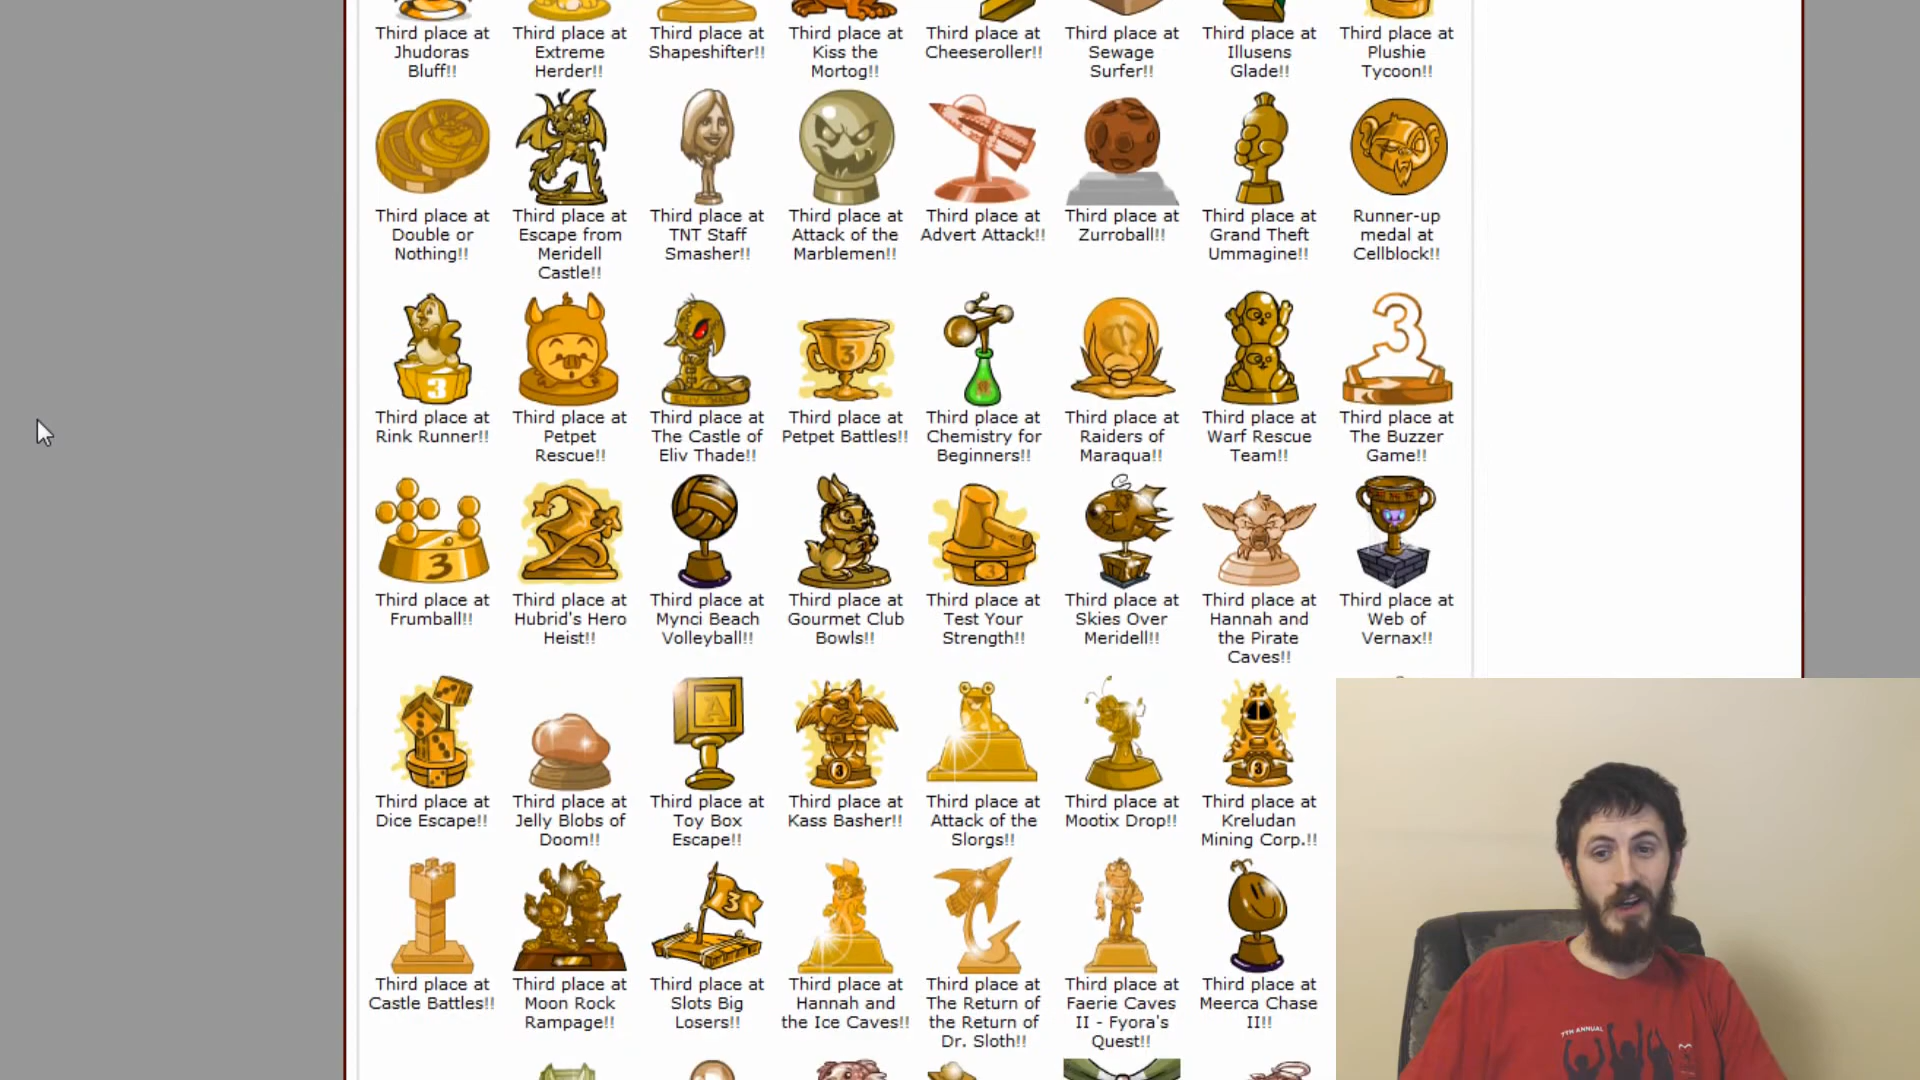 Third place at Jhudoras Bluff!!
Third place at Extreme Herder!!
Third place at Shapeshifter!!
Third place at Kiss the Mortog!!
Third place at Cheeseroller!!
Third place at Sewage Surfer!!
Third place at Illusens Glade!!
Third place at Plushie Tycoon!!
Third place at Double or Nothing!!
Third place at Escape from Meridell Castle!!
Third place at TNT Staff Smasher!!
Third place at Attack of the Marblemen!!
Third place at Advert Attack!!
Third place at Zurroball!!
Third place at Grand Theft Ummagine!!
Runner-up medal at Cellblock!!
3
3
3
Third place at Rink Runner!!
Third place at Petpet Rescue!!
Third place at The Castle of Eliv Thade!!
Third place at Petpet Battles!!
Third place at Chemistry for Beginners!!
Third place at Raiders of Maraqua!!
Third place at Warf Rescue Team!!
Third place at The Buzzer Game!!
3
3
Third place at Frumball!!
Third place at Hubrid's Hero Heist!!
Third place at Mynci Beach Volleyball!!
Third place at Gourmet Club Bowls!!
Third place at Test Your Strength!!
Third place at Skies Over Meridell!!
Third place at Hannah and the Pirate Caves!!
Third place at Web of Vernax!!
A
3
3
Third place at Dice Escape!!
Third place at Jelly Blobs of Doom!!
Third place at Toy Box Escape!!
Third place at Kass Basher!!
Third place at Attack of the Slorgs!!
Third place at Mootix Drop!!
Third place at Kreludan Mining Corp.!!
3
Third place at Castle Battles!!
Third place at Moon Rock Rampage!!
Third place at Slots Big Losers!!
Third place at Hannah and the Ice Caves!!
Third place at The Return of the Return of Dr. Sloth!!
Third place at Faerie Caves II - Fyora's Quest!!
Third place at Meerca Chase II!!
7TH ANNUAL